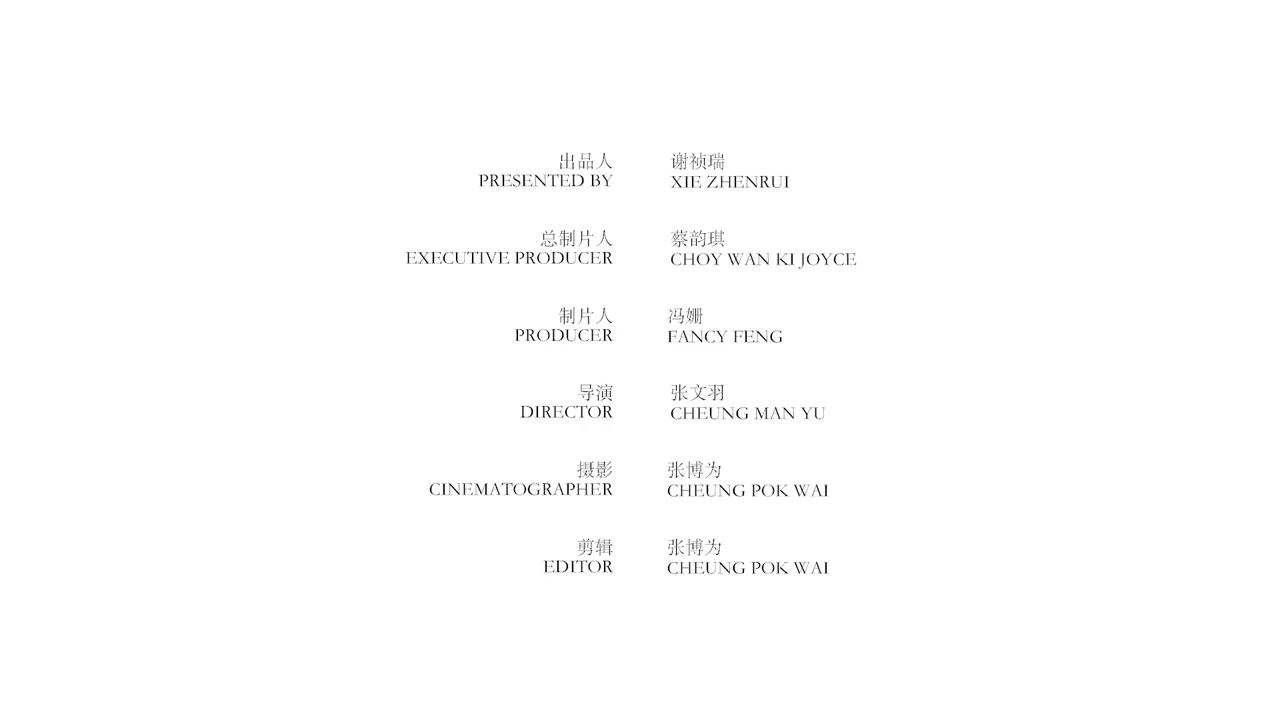 出品人 谢祯瑞
PRESENTED BY XIE ZHENRUI
总制片人 蔡韵琪
EXECUTIVE PRODUCER CHOY WAN KI JOYCE
制片人 冯姗
PRODUCER FANCY FENG
导演 张文羽
DIRECTOR CHEUNG MAN YU
摄影 张博为
CINEMATOGRAPHER CHEUNG POK WAI
剪辑 张博为
EDITOR CHEUNG POK WAI